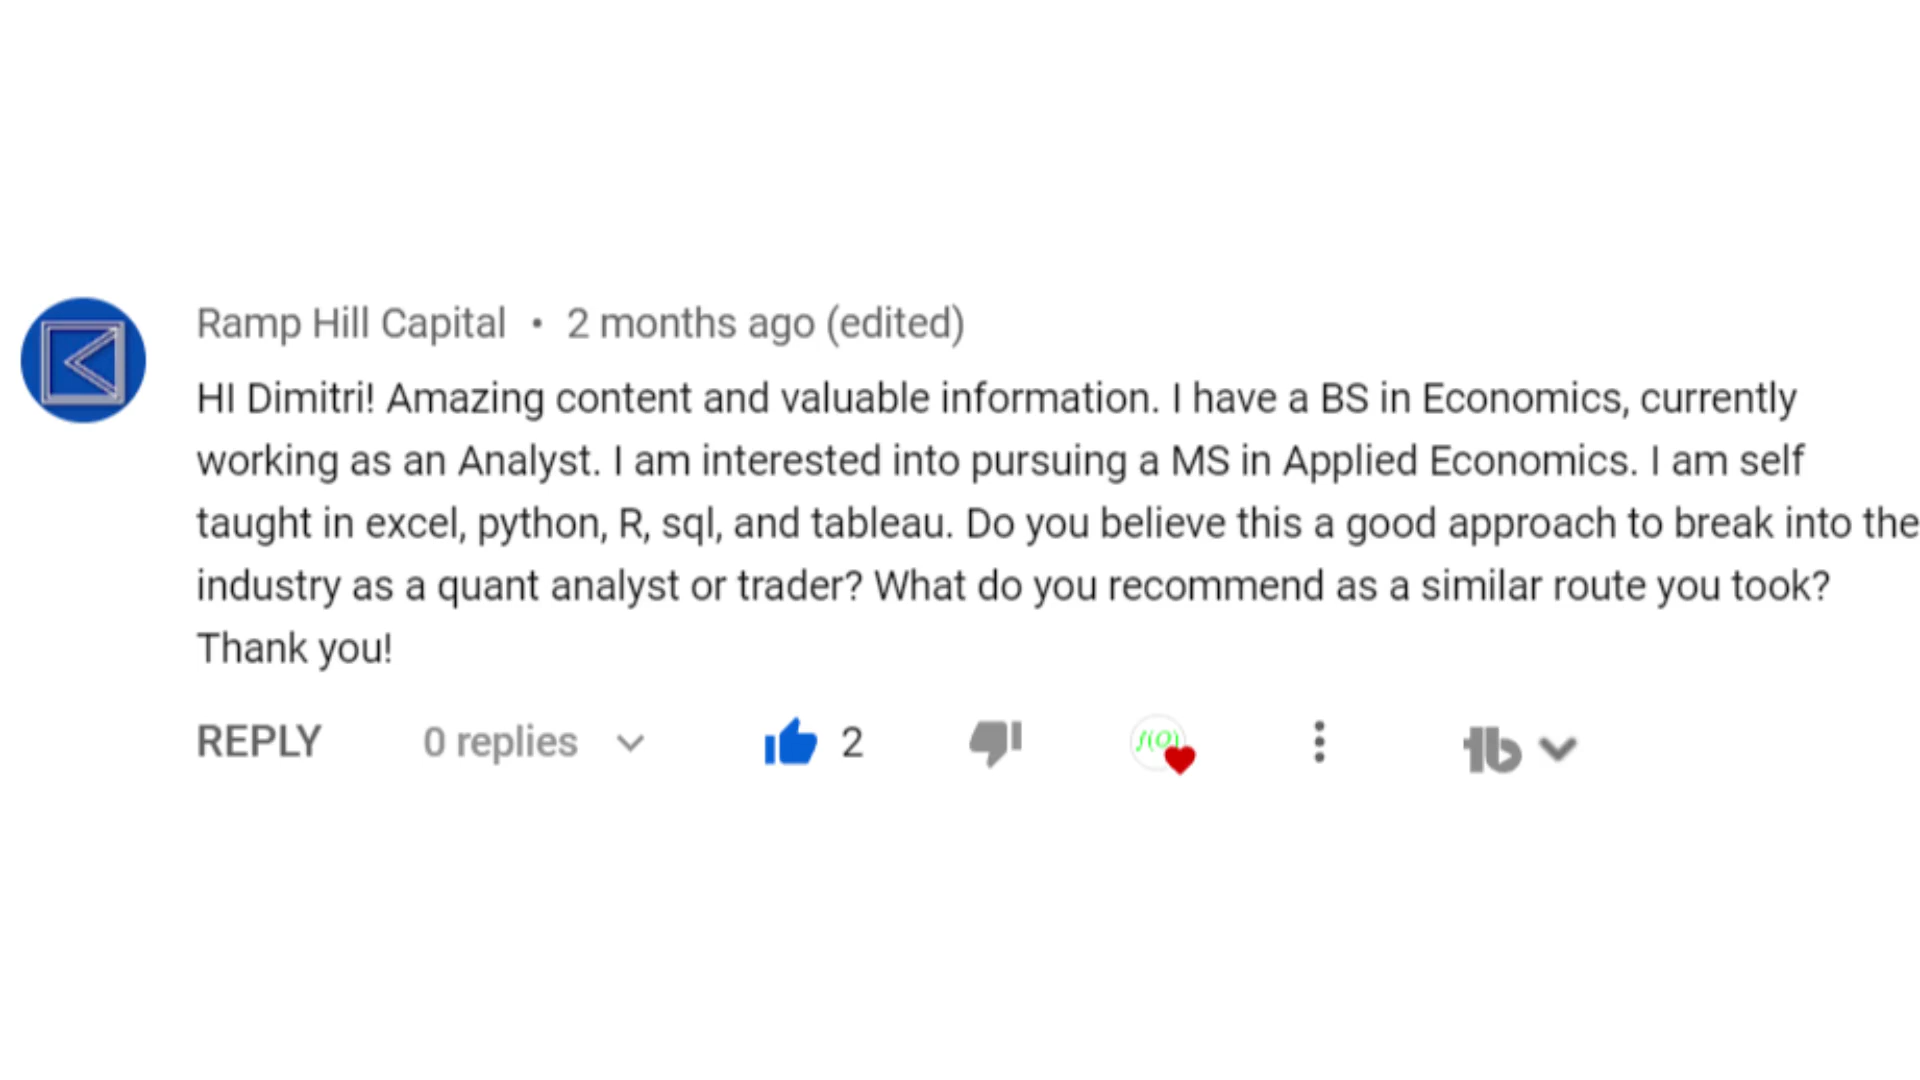 Ramp Hill Capital • 2 months ago (edited)
HI Dimitri! Amazing content and valuable information. I have a BS in Economics, currently
working as an Analyst. I am interested into pursuing a MS in Applied Economics. I am self
taught in excel, python, R, sql, and tableau. Do you believe this a good approach to break into the
industry as a quant analyst or trader? What do you recommend as a similar route you took?
Thank you!
REPLY 0 replies 2 f(Q) tb